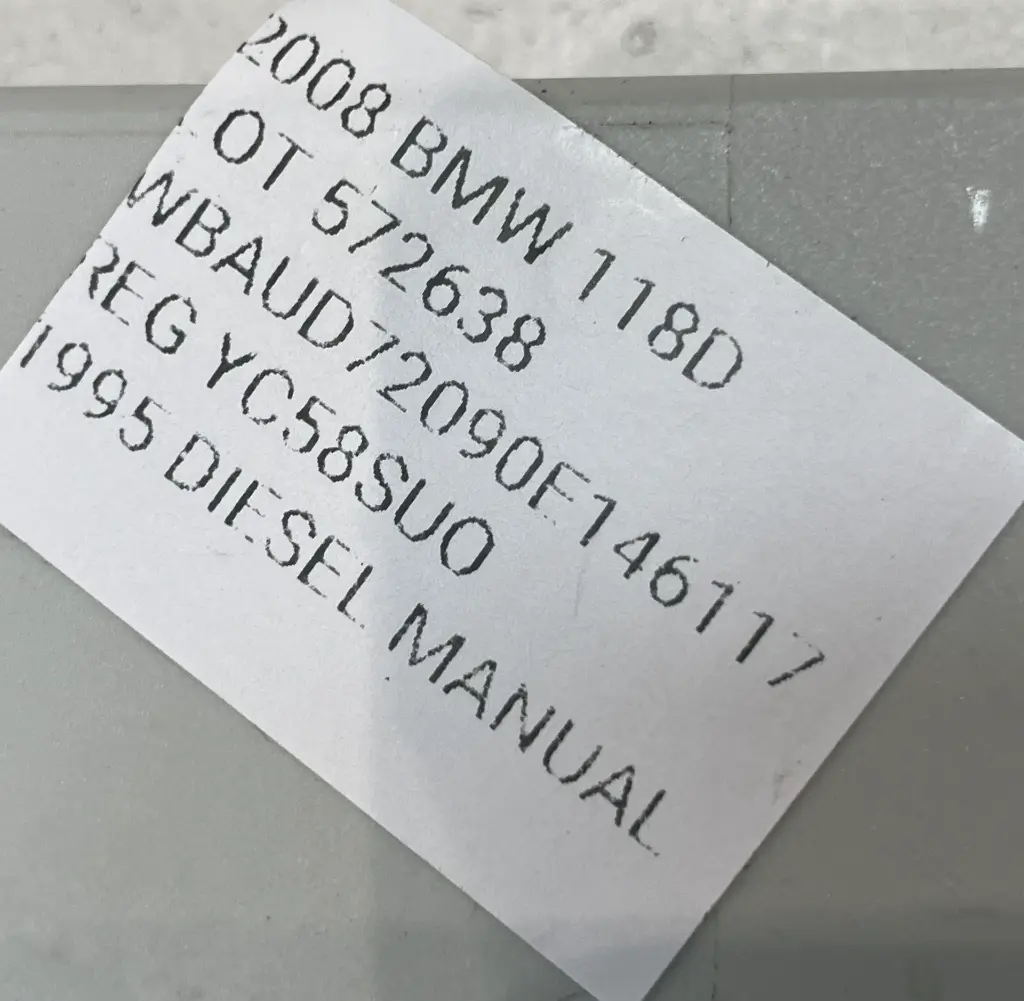 2008 BMW 118D
OT 572638
WBAUD72090E146117
REG YC58SUO
1995 DIESEL MANUAL